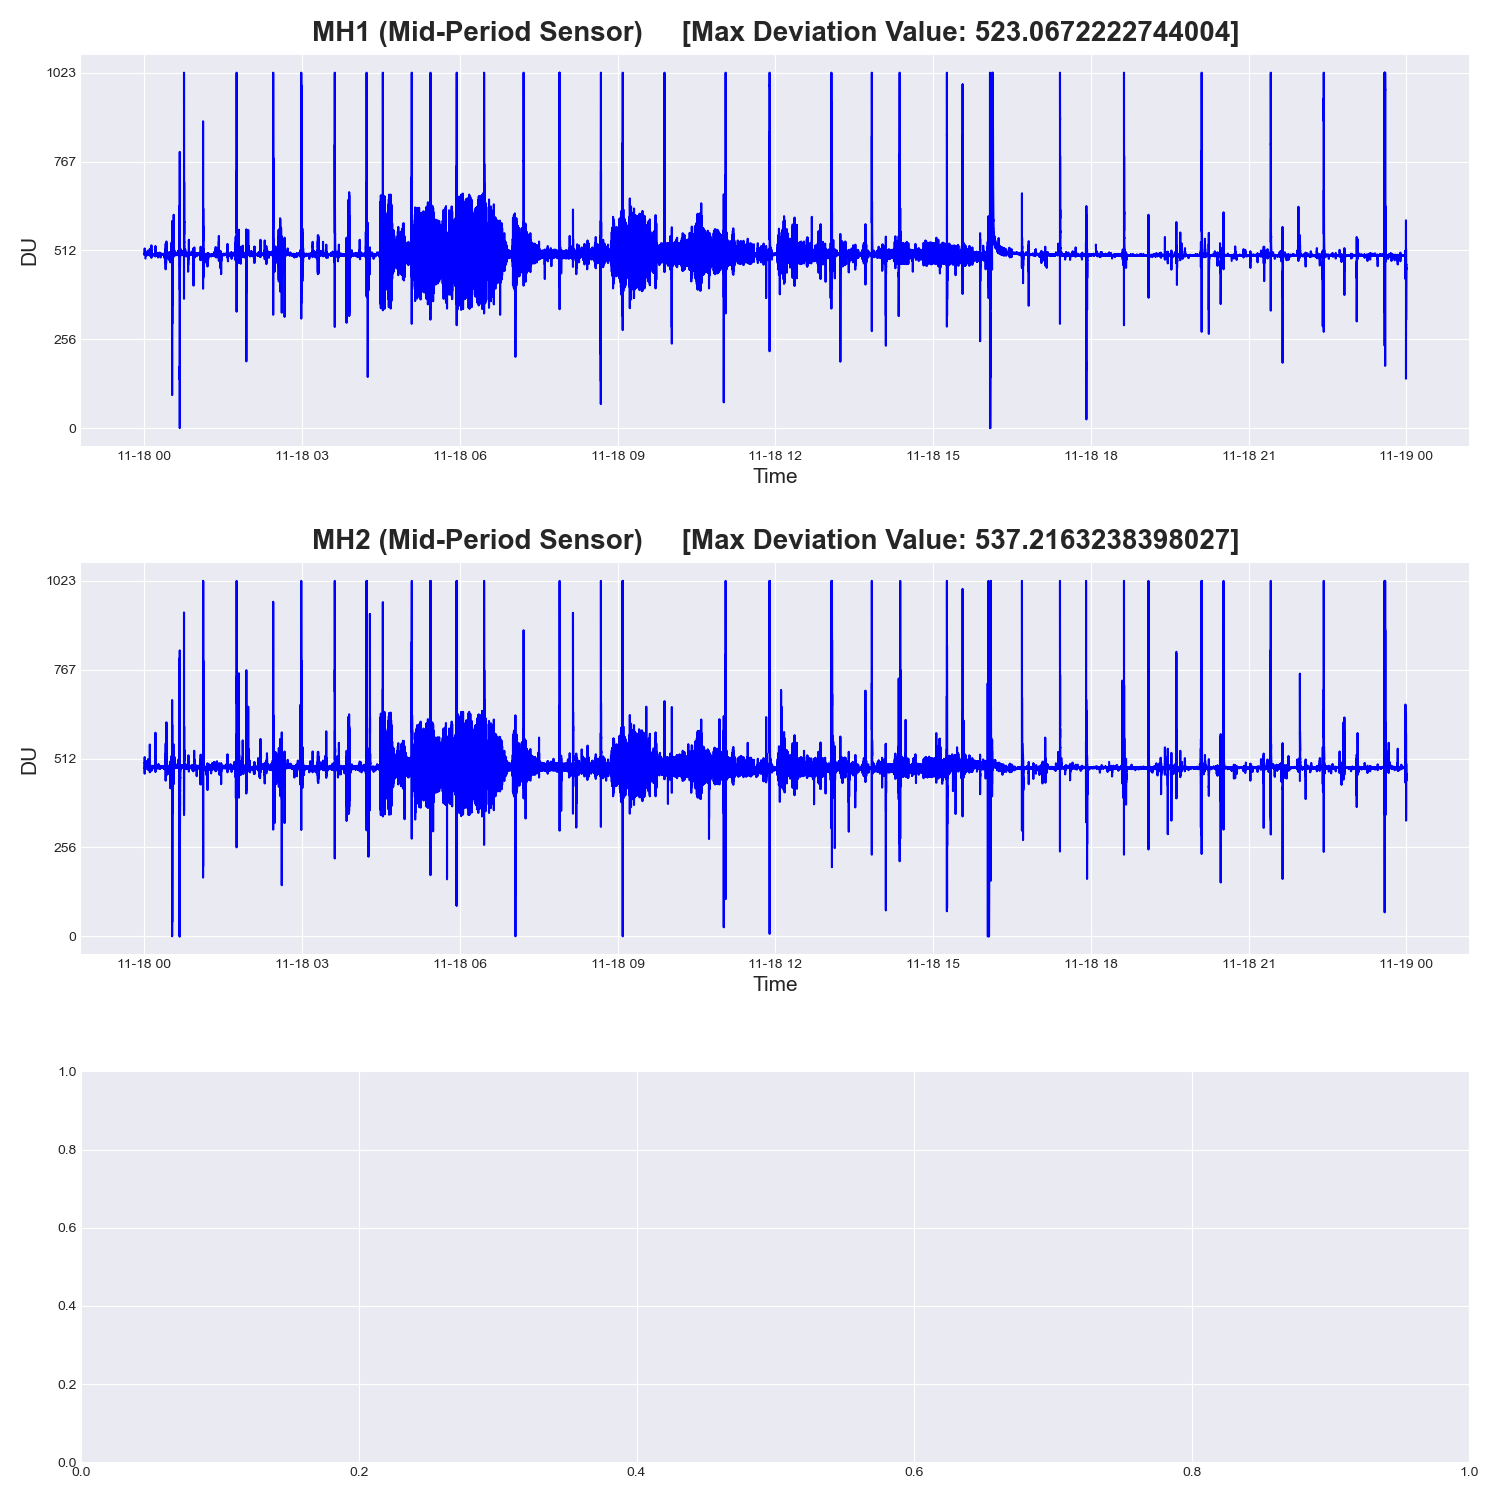 MH1 (Mid-Period Sensor) [Max Deviation Value: 523.0672222744004]
1023
767
512
256
0
DU
11-18 00 11-18 03 11-18 06 11-18 09 11-18 12 11-18 15 11-18 18 11-18 21 11-19 00
Time
MH2 (Mid-Period Sensor) [Max Deviation Value: 537.2163238398027]
1023
767
512
256
0
DU
11-18 00 11-18 03 11-18 06 11-18 09 11-18 12 11-18 15 11-18 18 11-18 21 11-19 00
Time
1.0
0.8
0.6
0.4
0.2
0.0
0.0 0.2 0.4 0.6 0.8 1.0